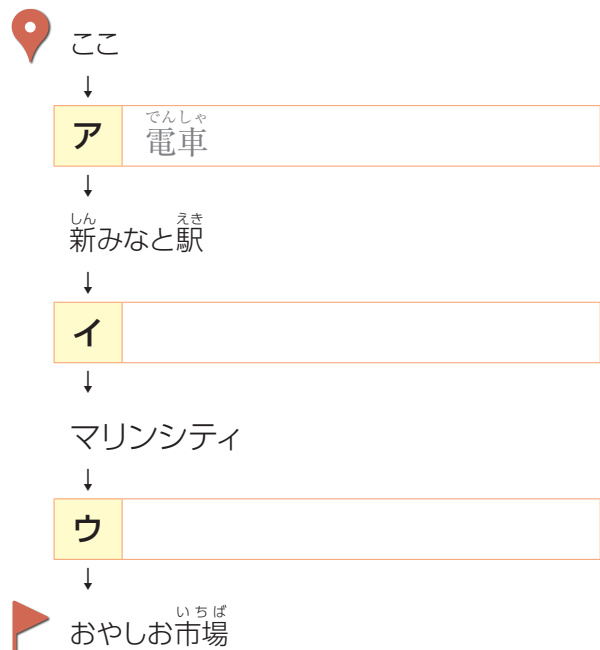 ここ
↓
ア 電車
でんしゃ
↓
新みなと駅
しん えき
↓
イ
↓
マリンシティ
↓
ウ
↓
おやしお市場
いちば